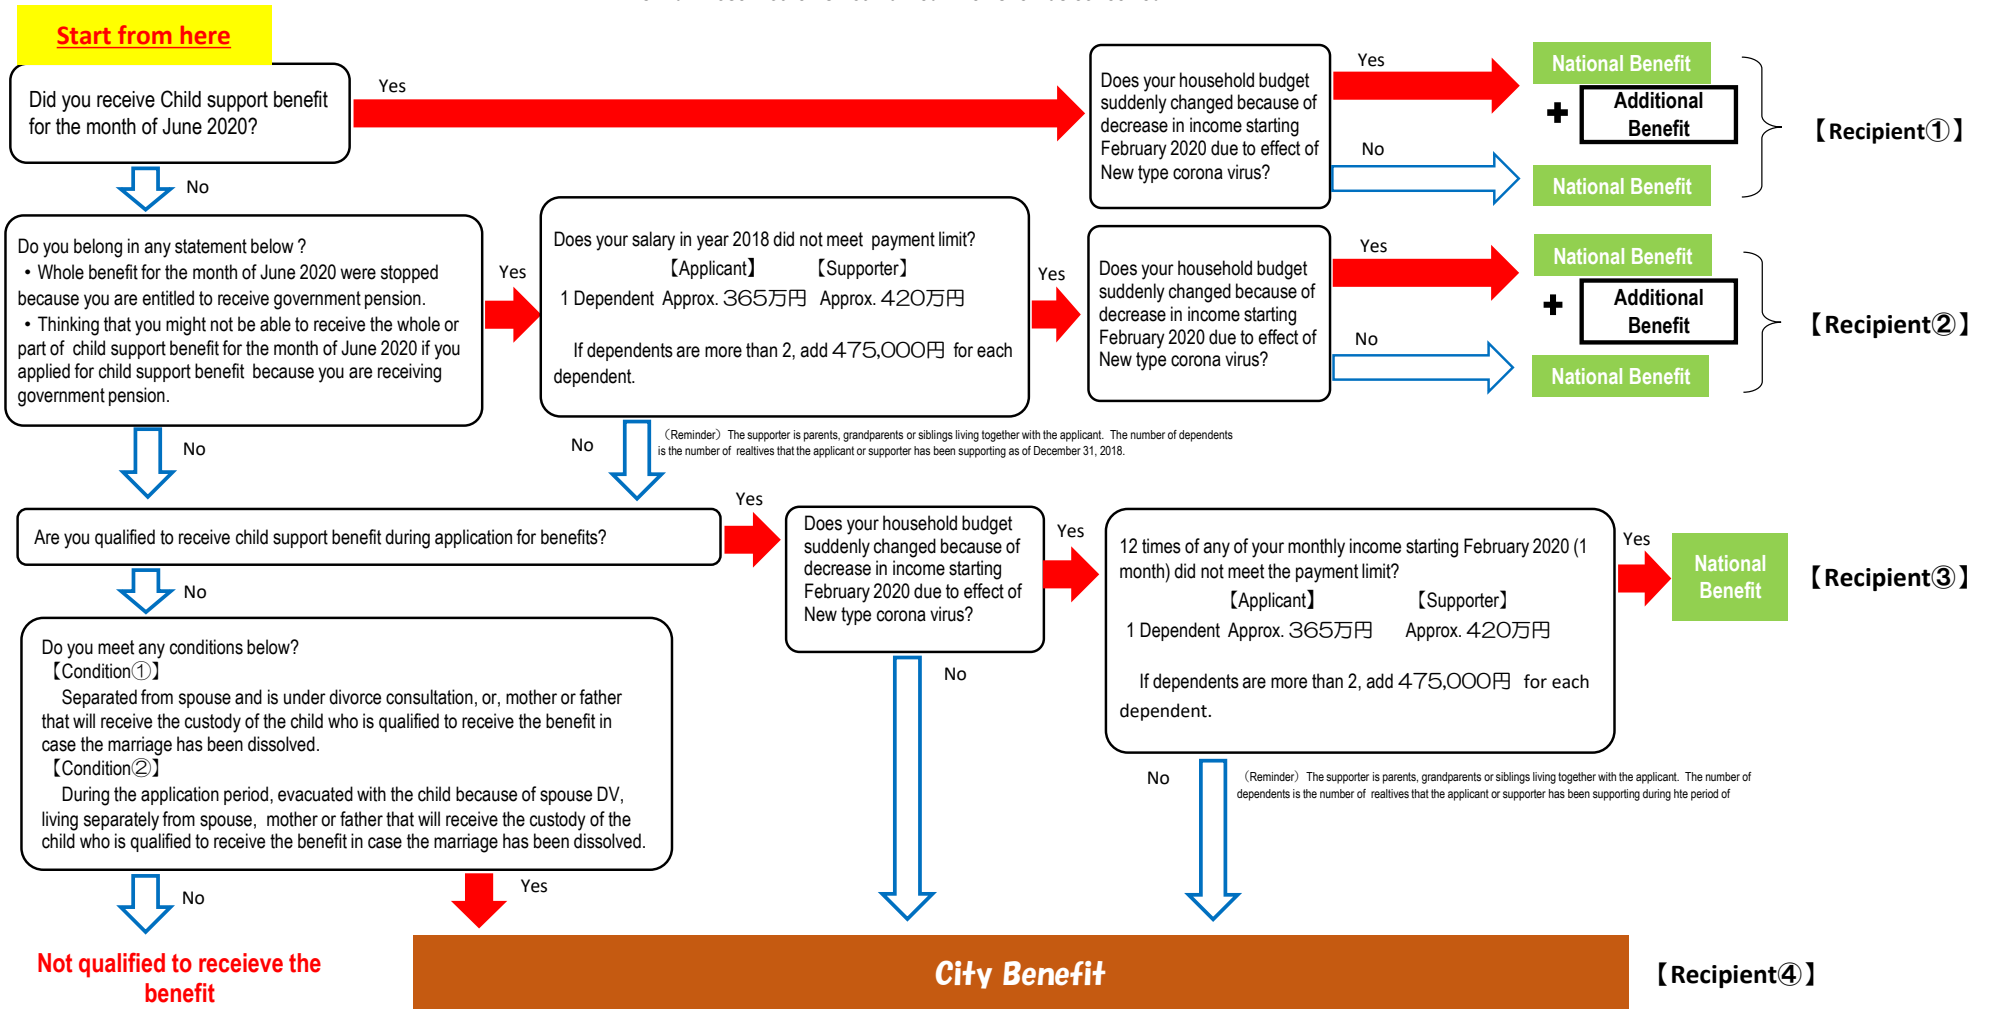 Start from here
Did you receive Child support benefit
for the month of June 2020?
Yes
Does your household budget
suddenly changed because of
decrease in income starting
February 2020 due to effect of
New type corona virus?
Yes
National Benefit
+
Additional
Benefit
No
National Benefit
【Recipient①】
No
Do you belong in any statement below ?
・Whole benefit for the month of June 2020 were stopped
because you are entitled to receive government pension.
・Thinking that you might not be able to receive the whole or
part of child support benefit for the month of June 2020 if you
applied for child support benefit because you are receiving
government pension.
Yes
Does your salary in year 2018 did not meet payment limit?
【Applicant】 【Supporter】
1 Dependent Approx. 365万円 Approx. 420万円
If dependents are more than 2, add 475,000円 for each
dependent.
Yes
Does your household budget
suddenly changed because of
decrease in income starting
February 2020 due to effect of
New type corona virus?
Yes
National Benefit
+
Additional
Benefit
No
National Benefit
【Recipient②】
No
No
（Reminder）The supporter is parents, grandparents or siblings living together with the applicant. The number of dependents
is the number of realtives that the applicant or supporter has been supporting as of December 31, 2018.
Are you qualified to receive child support benefit during application for benefits?
Yes
Does your household budget
suddenly changed because of
decrease in income starting
February 2020 due to effect of
New type corona virus?
Yes
12 times of any of your monthly income starting February 2020 (1
month) did not meet the payment limit?
【Applicant】 【Supporter】
1 Dependent Approx. 365万円 Approx. 420万円
If dependents are more than 2, add 475,000円 for each
dependent.
Yes
National
Benefit
【Recipient③】
No
Do you meet any conditions below?
【Condition①】
Separated from spouse and is under divorce consultation, or, mother or father
that will receive the custody of the child who is qualified to receive the benefit in
case the marriage has been dissolved.
【Condition②】
During the application period, evacuated with the child because of spouse DV,
living separately from spouse, mother or father that will receive the custody of the
child who is qualified to receive the benefit in case the marriage has been dissolved.
No
No
（Reminder）The supporter is parents, grandparents or siblings living together with the applicant. The number of
dependents is the number of realtives that the applicant or supporter has been supporting during hte period of
No
Yes
Not qualified to receieve the
benefit
City Benefit
【Recipient④】